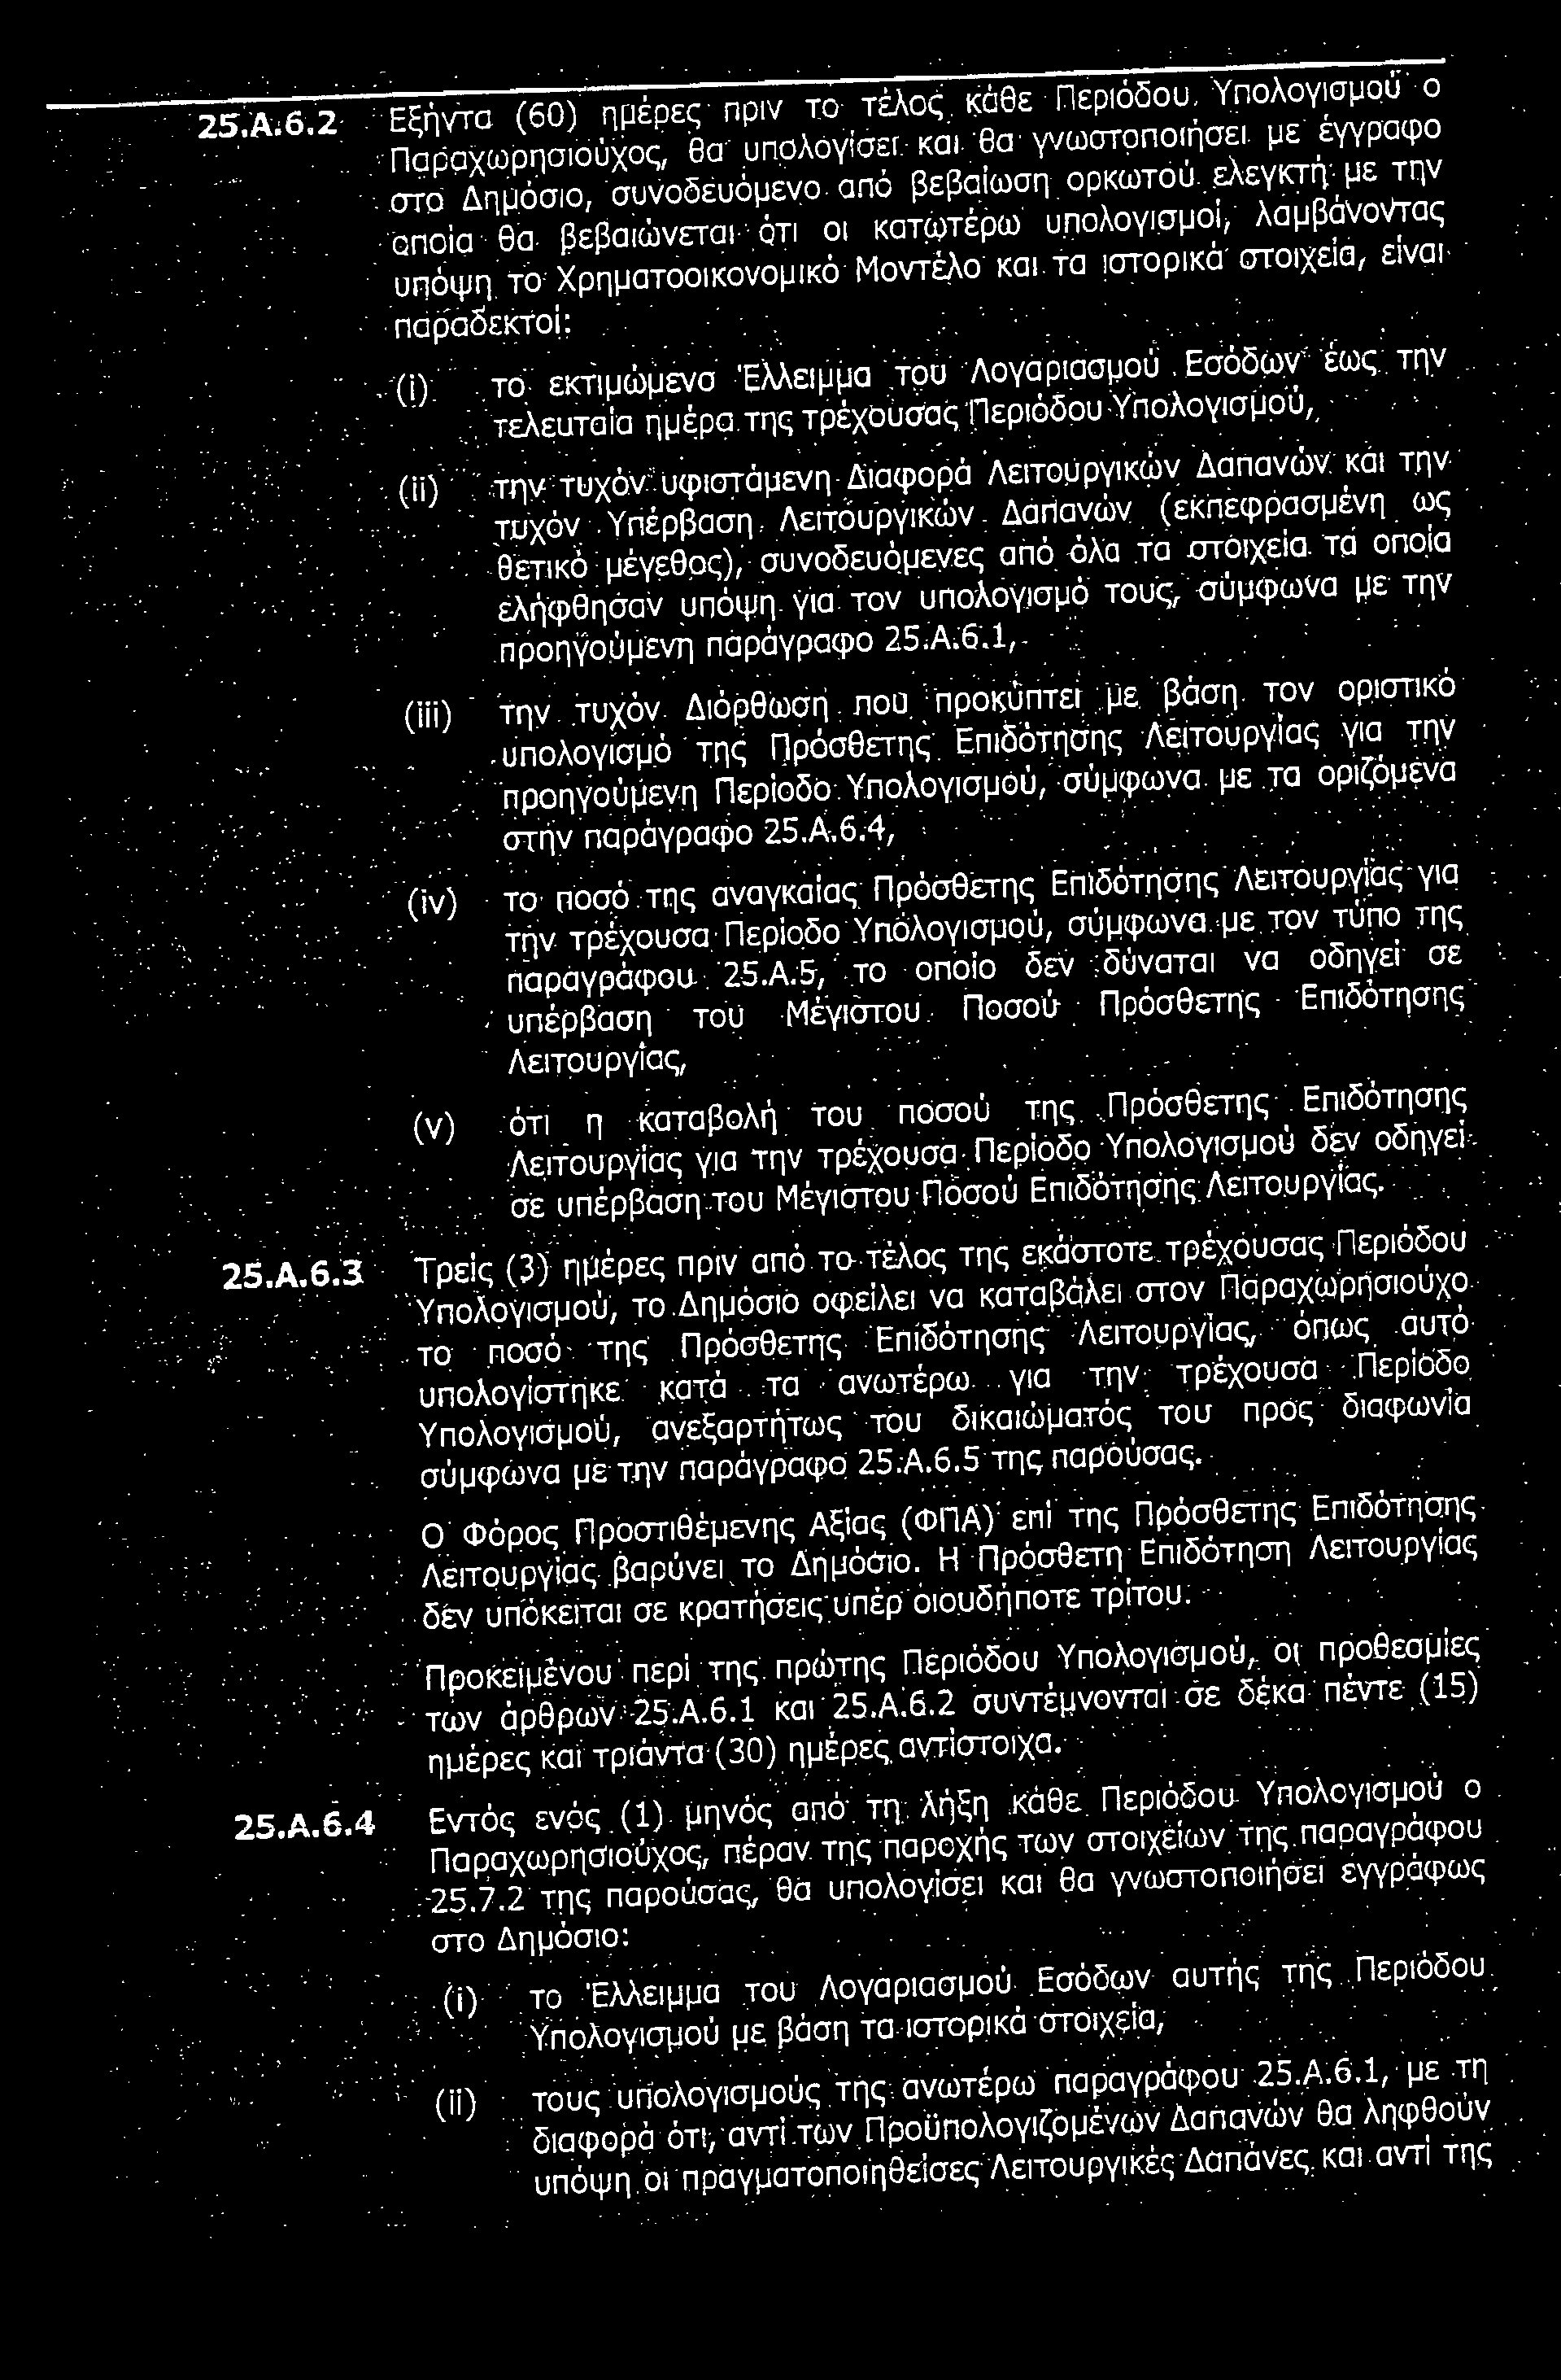 25.Α.6.2 Εξήντα (60) ημέρες πριν το τέλος κάθε Περιόδου Υπολογισμού ο
Παραχωρησιούχος, θα υπολογίσει και θα γνωστοποιήσει με έγγραφο
στο Δημόσιο, συνοδευόμενο από βεβαίωση ορκωτού ελεγκτή με την
οποία θα βεβαιώνεται ότι οι κατωτέρω υπολογισμοί, λαμβάνοντας
υπόψη το Χρηματοοικονομικό Μοντέλο και τα ιστορικά στοιχεία, είναι
παραδεκτοί:
(i) το εκτιμώμενο Έλλειμμα του Λογαριασμού Εσόδων έως την
τελευταία ημέρα της τρέχουσας Περιόδου Υπολογισμού,
(ii) την τυχόν υφιστάμενη Διαφορά Λειτουργικών Δαπανών και την
τυχόν Υπέρβαση Λειτουργικών Δαπανών (εκπεφρασμένη ως
θετικό μέγεθος), συνοδευόμενες από όλα τα στοιχεία τα οποία
ελήφθησαν υπόψη για τον υπολογισμό τους, σύμφωνα με την
προηγούμενη παράγραφο 25.Α.6.1,
(iii) την τυχόν Διόρθωση που προκύπτει με βάση τον οριστικό
υπολογισμό της Πρόσθετης Επιδότησης Λειτουργίας για την
προηγούμενη Περίοδο Υπολογισμού, σύμφωνα με τα οριζόμενα
στην παράγραφο 25.Α.6.4,
(iv) το ποσό της αναγκαίας Πρόσθετης Επιδότησης Λειτουργίας για
την τρέχουσα Περίοδο Υπολογισμού, σύμφωνα με τον τύπο της
παραγράφου 25.Α.5, το οποίο δεν δύναται να οδηγεί σε
υπέρβαση του Μέγιστου Ποσού Πρόσθετης Επιδότησης
Λειτουργίας,
(v) ότι η καταβολή του ποσού της Πρόσθετης Επιδότησης
Λειτουργίας για την τρέχουσα Περίοδο Υπολογισμού δεν οδηγεί
σε υπέρβαση του Μέγιστου Ποσού Επιδότησης Λειτουργίας.
25.Α.6.3 Τρείς (3) ημέρες πριν από το τέλος της εκάστοτε τρέχουσας Περιόδου
Υπολογισμού, το Δημόσιο οφείλει να καταβάλει στον Παραχωρησιούχο
το ποσό της Πρόσθετης Επιδότησης Λειτουργίας, όπως αυτό
υπολογίστηκε κατά τα ανωτέρω για την τρέχουσα Περίοδο
Υπολογισμού, ανεξαρτήτως του δικαιώματός του προς διαφωνία
σύμφωνα με την παράγραφο 25.Α.6.5 της παρούσας.
Ο Φόρος Προστιθέμενης Αξίας (ΦΠΑ) επί της Πρόσθετης Επιδότησης
Λειτουργίας βαρύνει το Δημόσιο. Η Πρόσθετη Επιδότηση Λειτουργίας
δεν υπόκειται σε κρατήσεις υπέρ οιουδήποτε τρίτου.
Προκειμένου περί της πρώτης Περιόδου Υπολογισμού, οι προθεσμίες
των άρθρων 25.Α.6.1 και 25.Α.6.2 συντέμνονται σε δέκα πέντε (15)
ημέρες και τριάντα (30) ημέρες αντίστοιχα.
25.Α.6.4 Εντός ενός (1) μηνός από τη λήξη κάθε Περιόδου Υπολογισμού ο
Παραχωρησιούχος, πέραν της παροχής των στοιχείων της παραγράφου
25.7.2 της παρούσας, θα υπολογίσει και θα γνωστοποιήσει εγγράφως
στο Δημόσιο:
(i) το Έλλειμμα του Λογαριασμού Εσόδων αυτής της Περιόδου
Υπολογισμού με βάση τα ιστορικά στοιχεία,
(ii) τους υπολογισμούς της ανωτέρω παραγράφου 25.Α.6.1, με τη
διαφορά ότι, αντί των Προϋπολογιζομένων Δαπανών θα ληφθούν
υπόψη οι πραγματοποιηθείσες Λειτουργικές Δαπάνες και αντί της